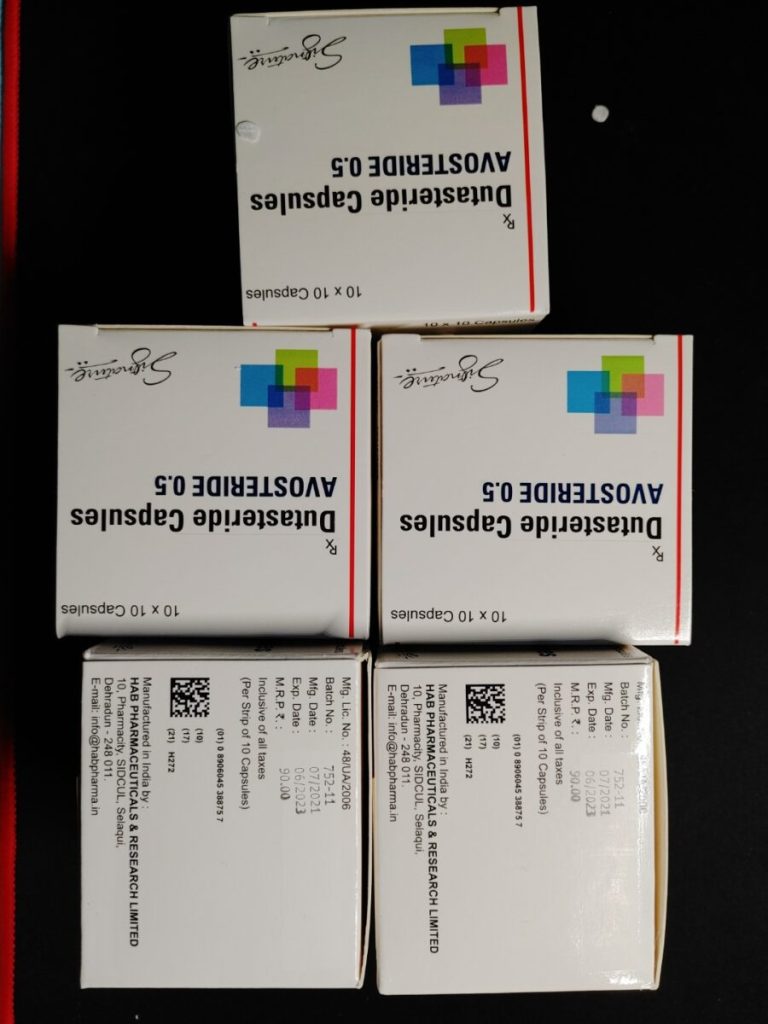 10 x 10 Capsules
Rx
Dutasteride Capsules
AVOSTERIDE 0.5
Signature
10 x 10 Capsules
10 x 10 Capsules
Rx
Dutasteride Capsules
AVOSTERIDE 0.5
Signature
10 x 10 Capsules
Rx
Dutasteride Capsules
AVOSTERIDE 0.5
Signature
Mfg. Lic. No. : 48/UA/2006
Batch No. : 752-11
Mfg. Date : 07/2021
Exp. Date : 06/2023
M.R.P. ₹. : 90.00
Inclusive of all taxes
(Per Strip of 10 Capsules)
(01) 0 8906045 38875 7
(10)
(17)
(21) H272
Manufactured in India by :
HAB PHARMACEUTICALS & RESEARCH LIMITED
10, Pharmacity, SIDCUL, Selaqui,
Dehradun - 248 011.
E-mail: info@habpharma.in
Batch No. : 752-11
Mfg. Date : 07/2021
Exp. Date : 06/2023
M.R.P. ₹. : 90.00
Inclusive of all taxes
(Per Strip of 10 Capsules)
(01) 0 8906045 38875 7
(10)
(17)
(21) H272
Manufactured in India by :
HAB PHARMACEUTICALS & RESEARCH LIMITED
10, Pharmacity, SIDCUL, Selaqui,
Dehradun - 248 011.
E-mail: info@habpharma.in